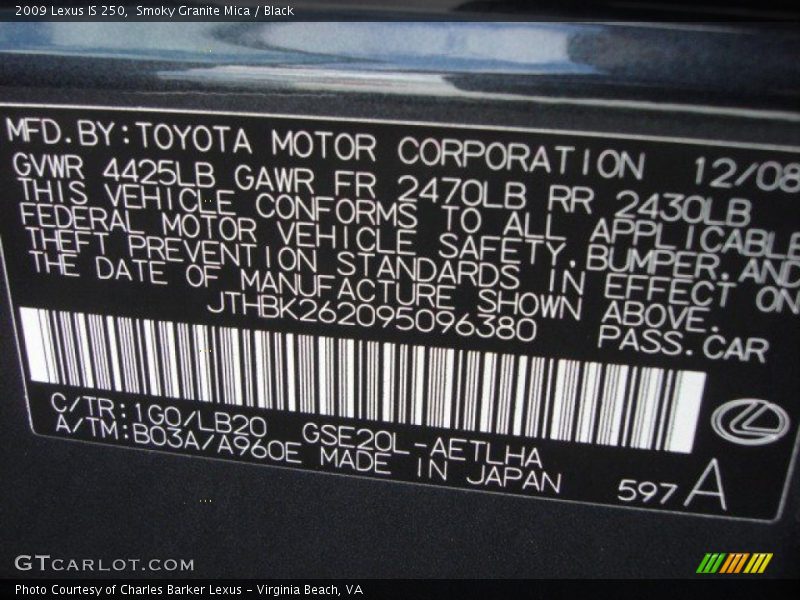 2009 Lexus IS 250, Smoky Granite Mica / Black
MFD.BY:TOYOTA MOTOR CORPORATION 12/08
GVWR 4425LB GAWR FR 2470LB RR 2430LB
THIS VEHICLE CONFORMS TO ALL APPLICABLE
FEDERAL MOTOR VEHICLE SAFETY,BUMPER,AND
THEFT PREVENTION STANDARDS IN EFFECT ON
THE DATE OF MANUFACTURE SHOWN ABOVE.
JTHBK262095096380 PASS.CAR
C/TR:1G0/LB20 GSE20L-AETLHA
A/TM:B03A/A960E MADE IN JAPAN
597 A
GTCARLOT.COM
Photo Courtesy of Charles Barker Lexus - Virginia Beach, VA